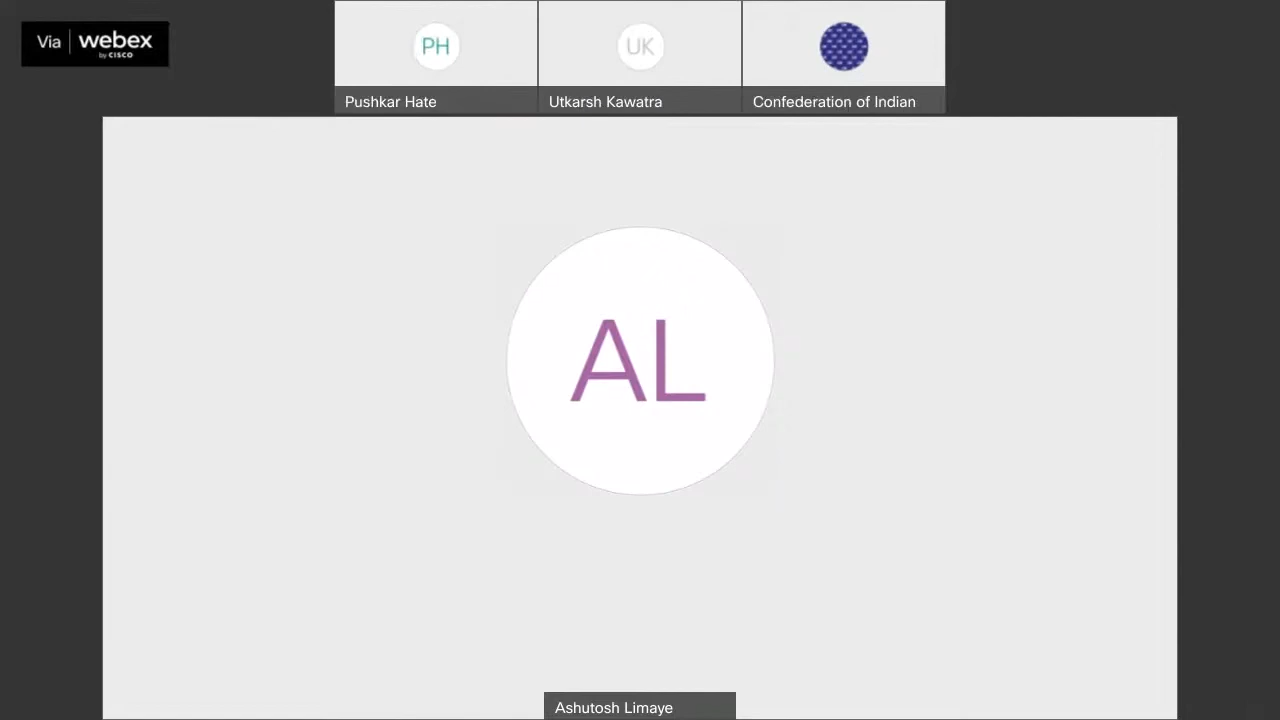 Via webex
by CISCO
PH
UK
Pushkar Hate
Utkarsh Kawatra
Confederation of Indian
AL
Ashutosh Limaye